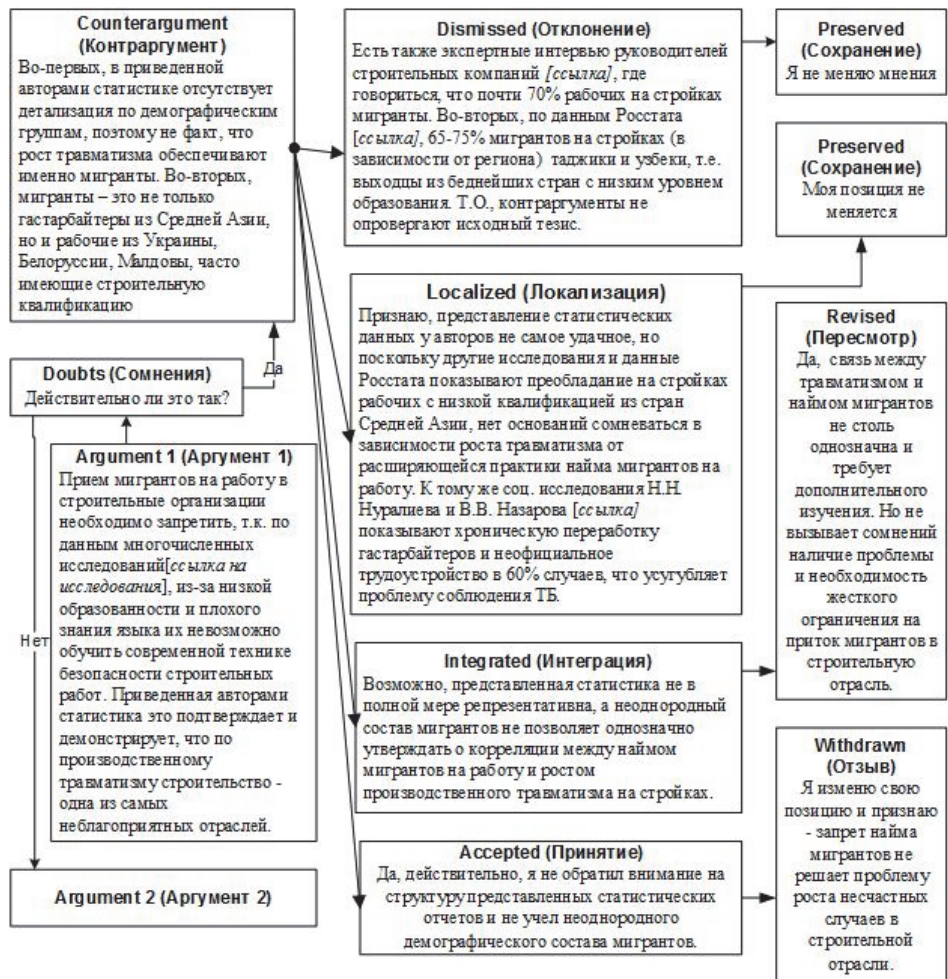 Counterargument
(Контраргумент)
Во-первых, в приведенной
авторами статистике отсутствует
детализация по демографическим
группам, поэтому не факт, что
рост травматизма обеспечивают
именно мигранты. Во-вторых,
мигранты – это не только
гастарбайтеры из Средней Азии,
но и рабочие из Украины,
Белоруссии, Малдовы, часто
имеющие строительную
квалификацию
Да
Doubts (Сомнения)
Действительно ли это так?
Argument 1 (Аргумент 1)
Прием мигрантов на работу в
строительные организации
необходимо запретить, т.к. по
данным многочисленных
исследований[ссылка на
исследования], из-за низкой
образованности и плохого
знания языка их невозможно
обучить современной технике
безопасности строительных
работ. Приведенная авторами
статистика это подтверждает и
демонстрирует, что по
производственному
травматизму строительство -
одна из самых
неблагоприятных отраслей.
Нет
Argument 2 (Аргумент 2)
Dismissed (Отклонение)
Есть также экспертные интервью руководителей
строительных компаний [ссылка], где
говориться, что почти 70% рабочих на стройках
мигранты. Во-вторых, по данным Росстата
[ссылка], 65-75% мигрантов на стройках (в
зависимости от региона) таджики и узбеки, т.е.
выходцы из беднейших стран с низким уровнем
образования. Т.О., контраргументы не
опровергают исходный тезис.
Localized (Локализация)
Признаю, представление статистических
данных у авторов не самое удачное, но
поскольку другие исследования и данные
Росстата показывают преобладание на стройках
рабочих с низкой квалификацией из стран
Средней Азии, нет оснований сомневаться в
зависимости роста травматизма от
расширяющейся практики найма мигрантов на
работу. К тому же соц. исследования Н.Н.
Нуралиева и В.В. Назарова [ссылка]
показывают хроническую переработку
гастарбайтеров и неофициальное
трудоустройство в 60% случаев, что усугубляет
проблему соблюдения ТБ.
Integrated (Интеграция)
Возможно, представленная статистика не в
полной мере репрезентативна, а неоднородный
состав мигрантов не позволяет однозначно
утверждать о корреляции между наймом
мигрантов на работу и ростом
производственного травматизма на стройках.
Accepted (Принятие)
Да, действительно, я не обратил внимание на
структуру представленных статистических
отчетов и не учел неоднородного
демографического состава мигрантов.
Preserved
(Сохранение)
Я не меняю мнения
Preserved
(Сохранение)
Моя позиция не
меняется
Revised
(Пересмотр)
Да, связь между
травматизмом и
наймом мигрантов
не столь
однозначна и
требует
дополнительного
изучения. Но не
вызывает сомнений
наличие проблемы
и необходимость
жесткого
ограничения на
приток мигрантов в
строительную
отрасль.
Withdrawn
(Отзыв)
Я изменю свою
позицию и признаю
- запрет найма
мигрантов не
решает проблему
роста несчастных
случаев в
строительной
отрасли.